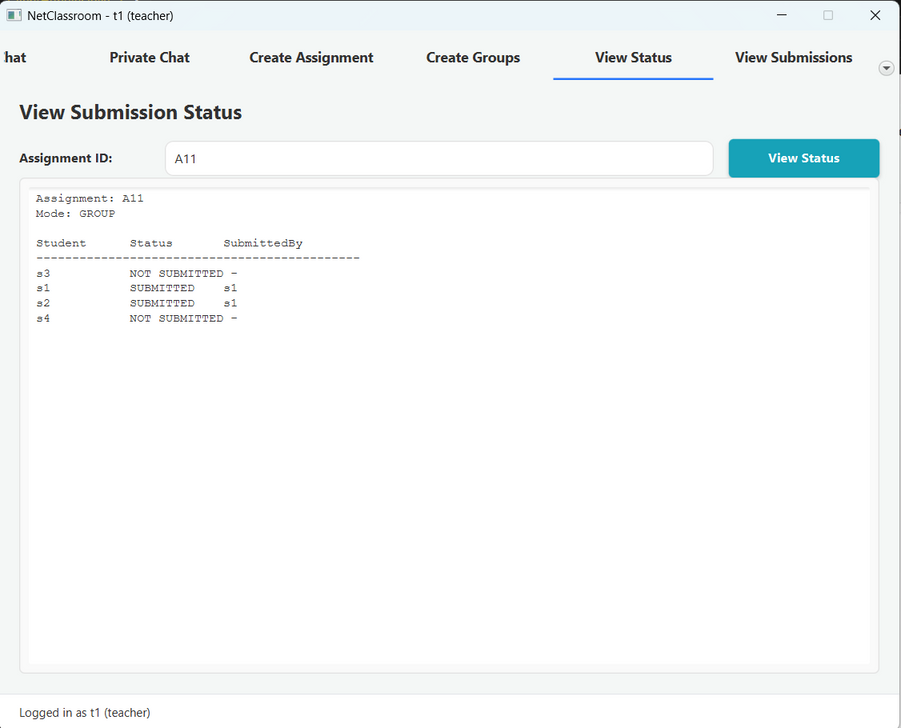 NetClassroom - t1 (teacher)
hat Private Chat Create Assignment Create Groups View Status View Submissions
View Submission Status
Assignment ID: A11 View Status
Assignment: A11
Mode: GROUP
Student Status SubmittedBy
---------------------------------------------
s3 NOT SUBMITTED -
s1 SUBMITTED s1
s2 SUBMITTED s1
s4 NOT SUBMITTED -
Logged in as t1 (teacher)